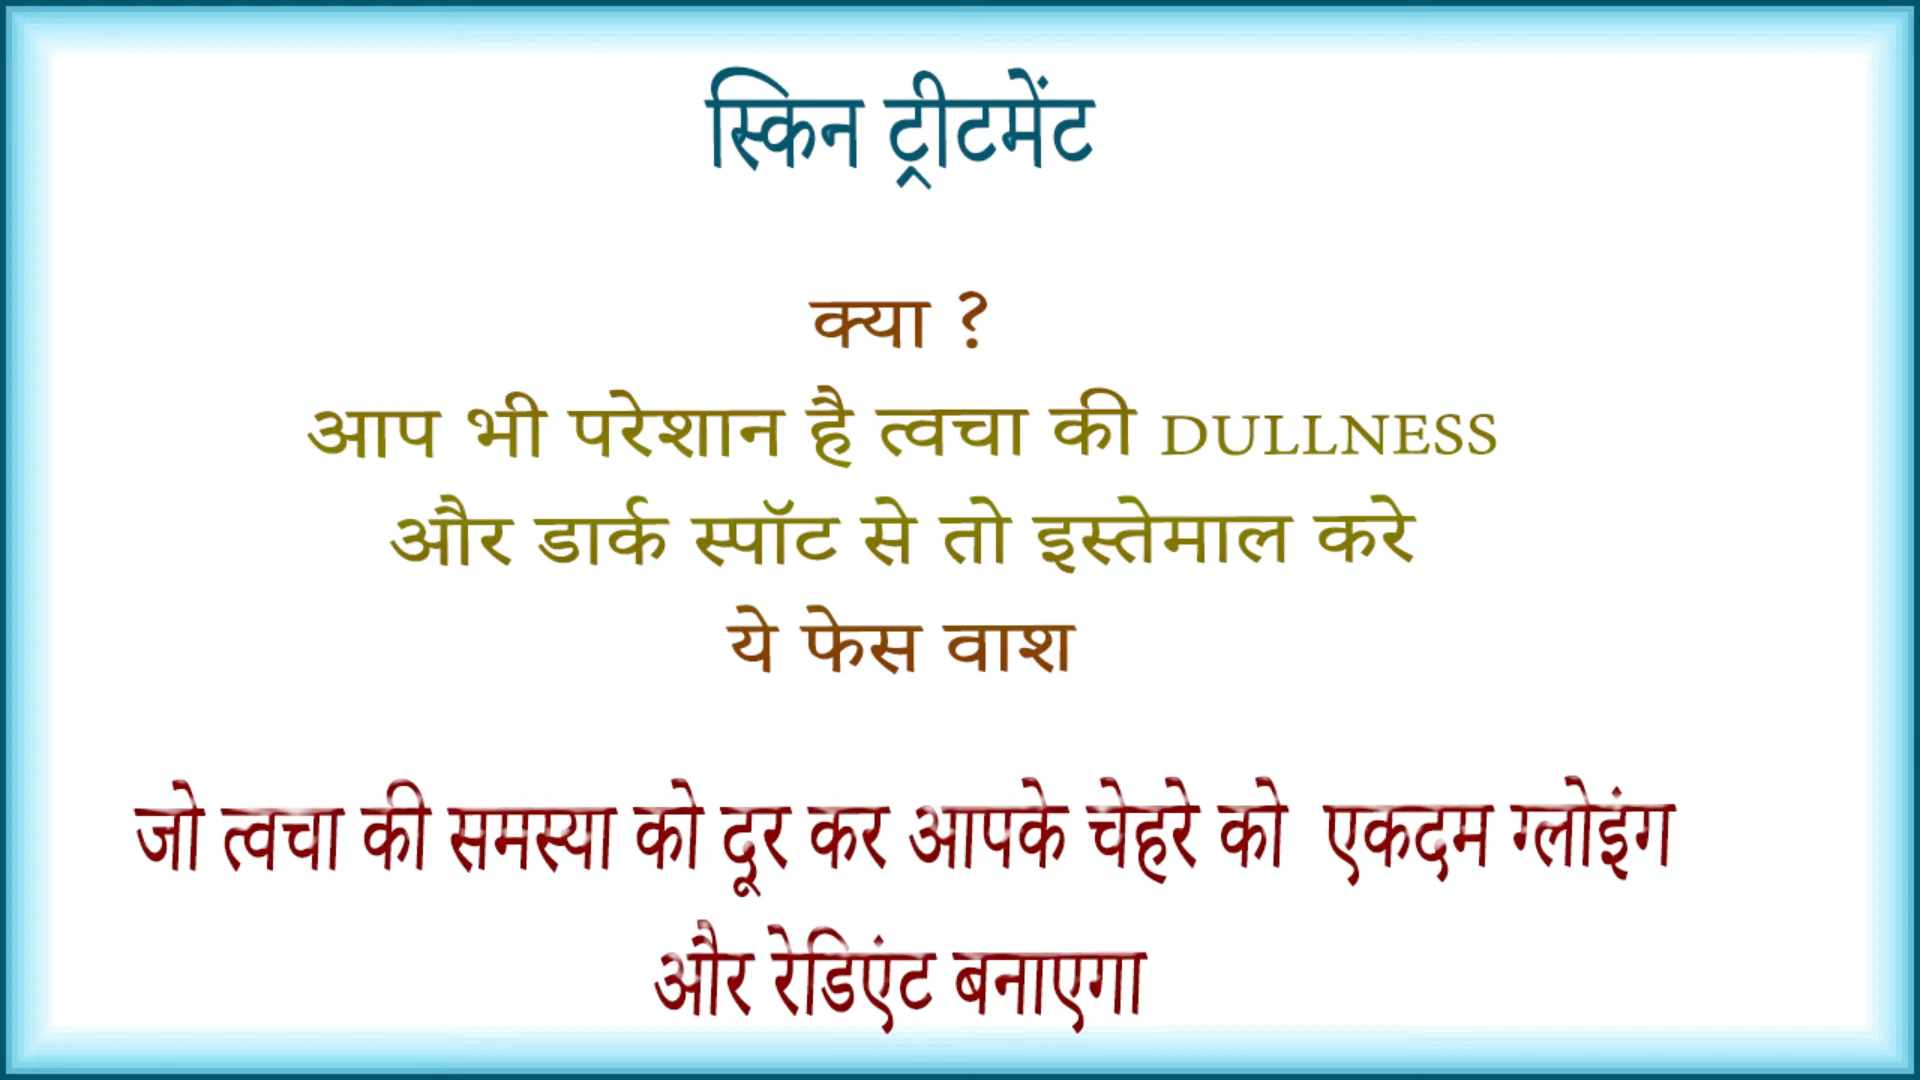 स्किन ट्रीटमेंट
क्या ?
आप भी परेशान है त्वचा की DULLNESS
और डार्क स्पॉट से तो इस्तेमाल करे
ये फेस वाश
जो त्वचा की समस्या को दूर कर आपके चेहरे को एकदम ग्लोइंग
और रेडिएंट बनाएगा